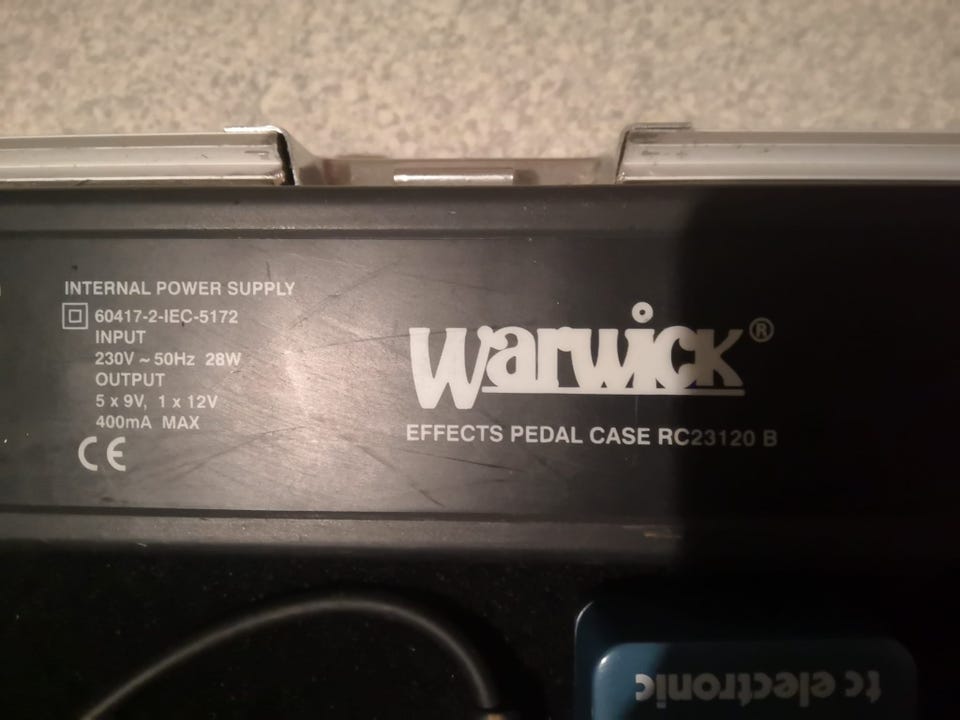 INTERNAL POWER SUPPLY
60417-2-IEC-5172
INPUT
230V ~ 50Hz 28W
OUTPUT
5 x 9V, 1 x 12V
400mA MAX
CE
Warwick®
EFFECTS PEDAL CASE RC23120 B
tc electronic